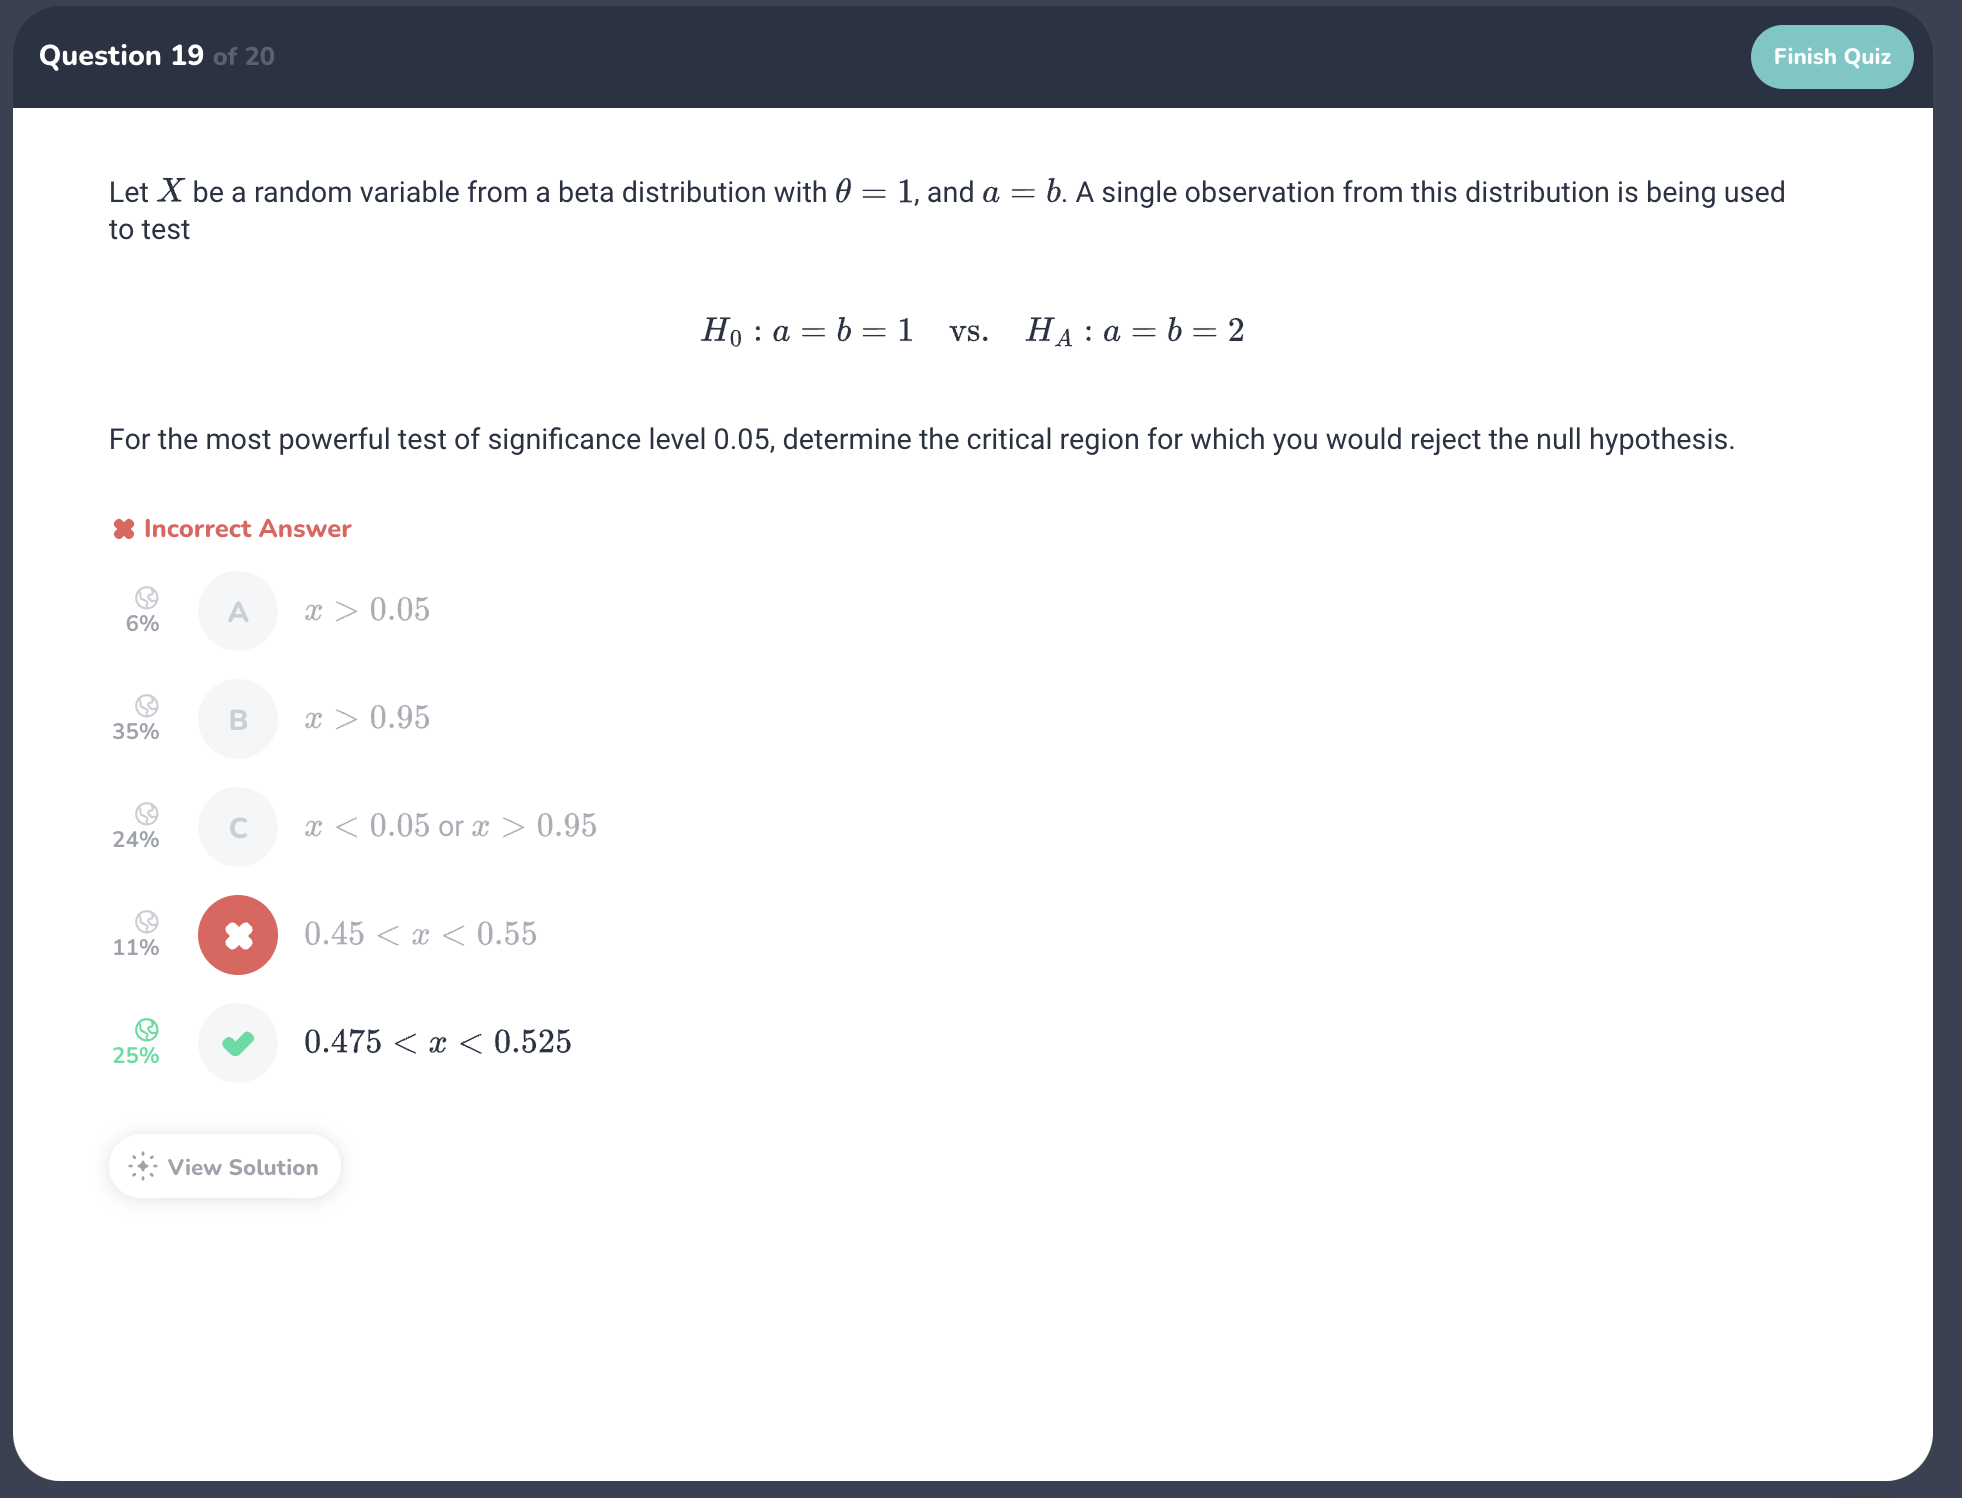 Question 19 of 20
Finish Quiz
Let X be a random variable from a beta distribution with θ = 1, and a = b. A single observation from this distribution is being used
to test
H₀ : a = b = 1 vs. H_A : a = b = 2
For the most powerful test of significance level 0.05, determine the critical region for which you would reject the null hypothesis.
Incorrect Answer
6% A x > 0.05
35% B x > 0.95
24% C x < 0.05 or x > 0.95
11% 0.45 < x < 0.55
25% 0.475 < x < 0.525
View Solution